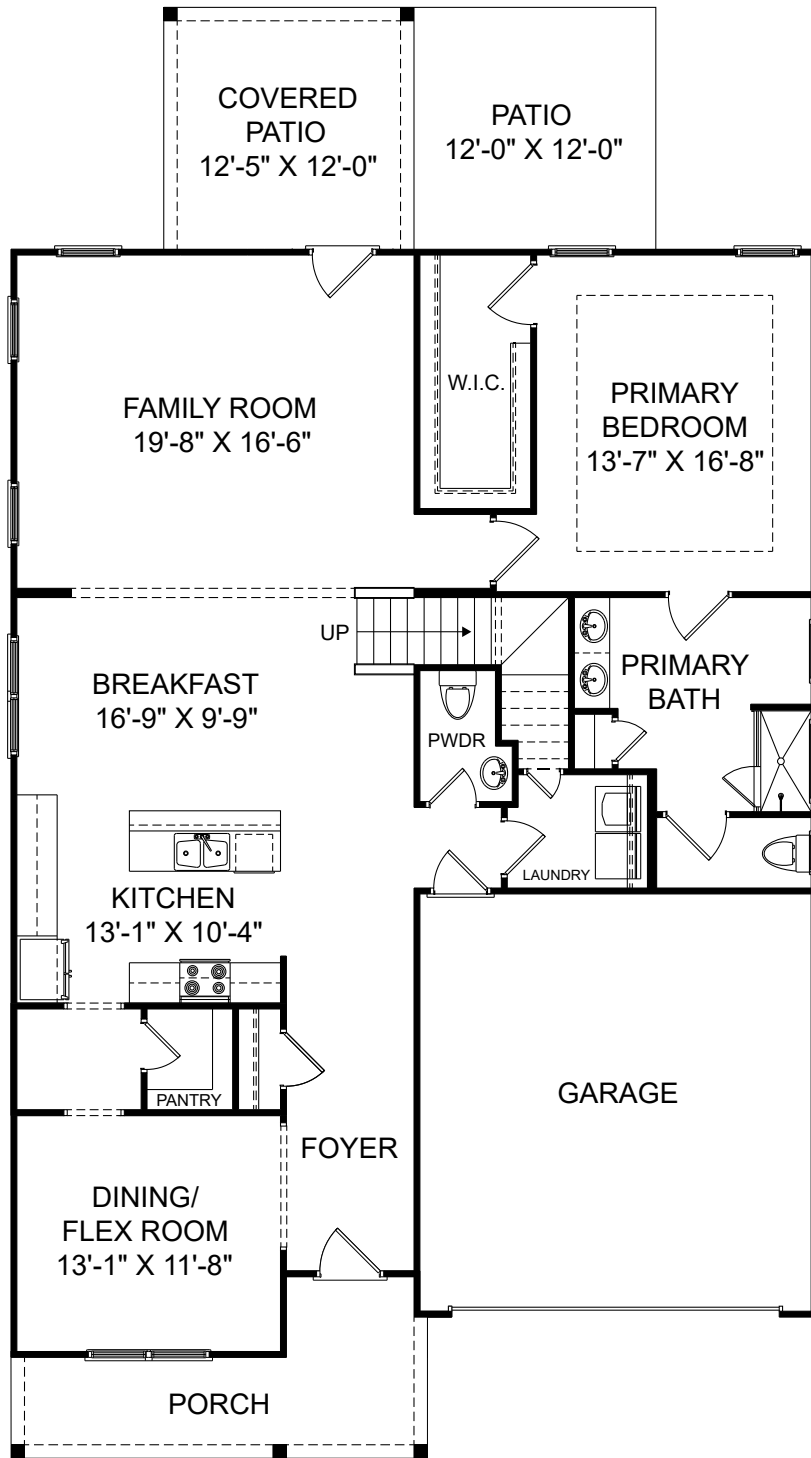 COVERED
PATIO
12'-5" X 12'-0"
PATIO
12'-0" X 12'-0"
FAMILY ROOM
19'-8" X 16'-6"
W.I.C.
PRIMARY
BEDROOM
13'-7" X 16'-8"
UP
BREAKFAST
16'-9" X 9'-9"
PWDR
PRIMARY
BATH
LAUNDRY
KITCHEN
13'-1" X 10'-4"
PANTRY
GARAGE
FOYER
DINING/
FLEX ROOM
13'-1" X 11'-8"
PORCH